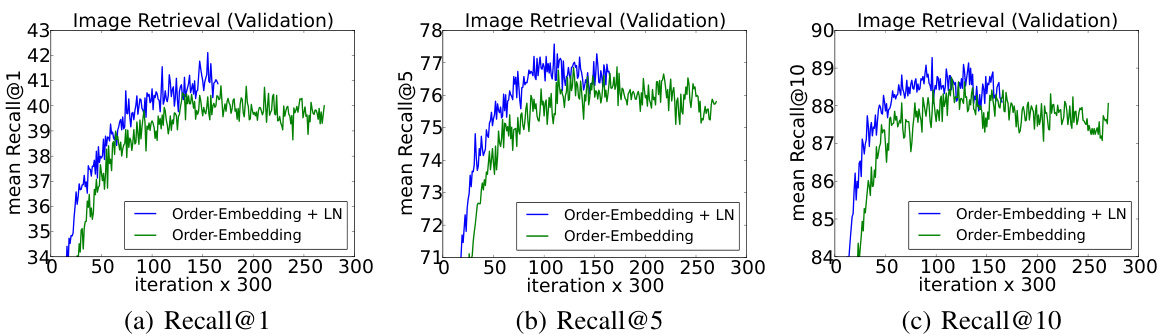 Image Retrieval (Validation)
43
42
41
40
39
38
37
36
35
34
mean Recall@1
0 50 100 150 200 250 300
iteration x 300
Order-Embedding + LN
Order-Embedding
(a) Recall@1
Image Retrieval (Validation)
78
77
76
75
74
73
72
71
mean Recall@5
0 50 100 150 200 250 300
iteration x 300
Order-Embedding + LN
Order-Embedding
(b) Recall@5
Image Retrieval (Validation)
90
89
88
87
86
85
84
mean Recall@10
0 50 100 150 200 250 300
iteration x 300
Order-Embedding + LN
Order-Embedding
(c) Recall@10